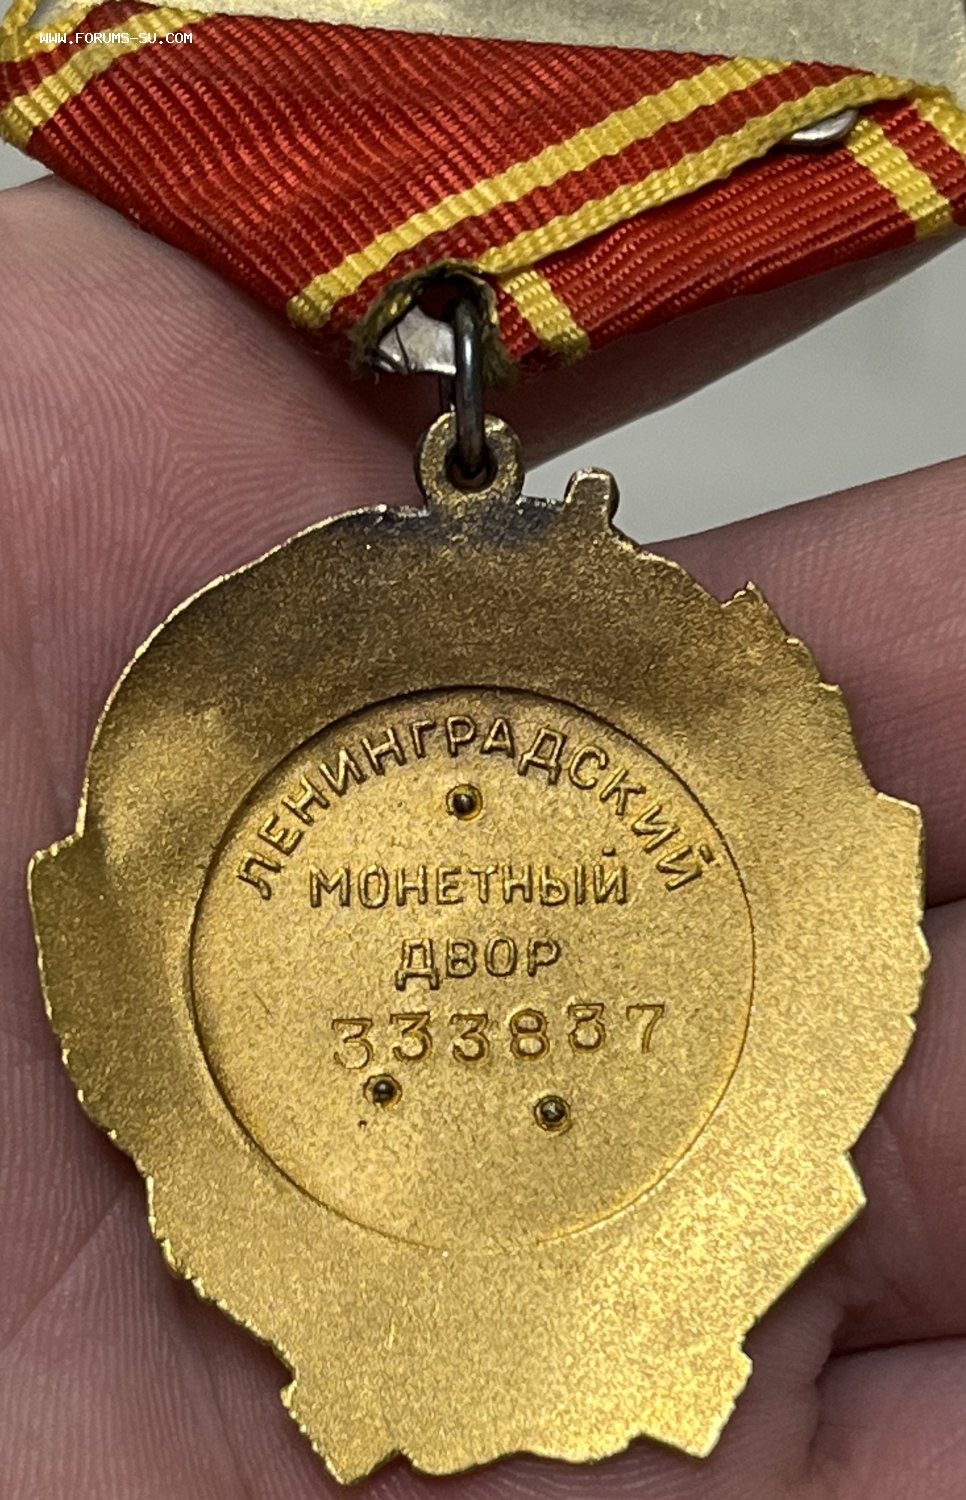 www.FORUMS-SU.COM
ЛЕНИНГРАДСКИЙ
МОНЕТНЫЙ
ДВОР
333837